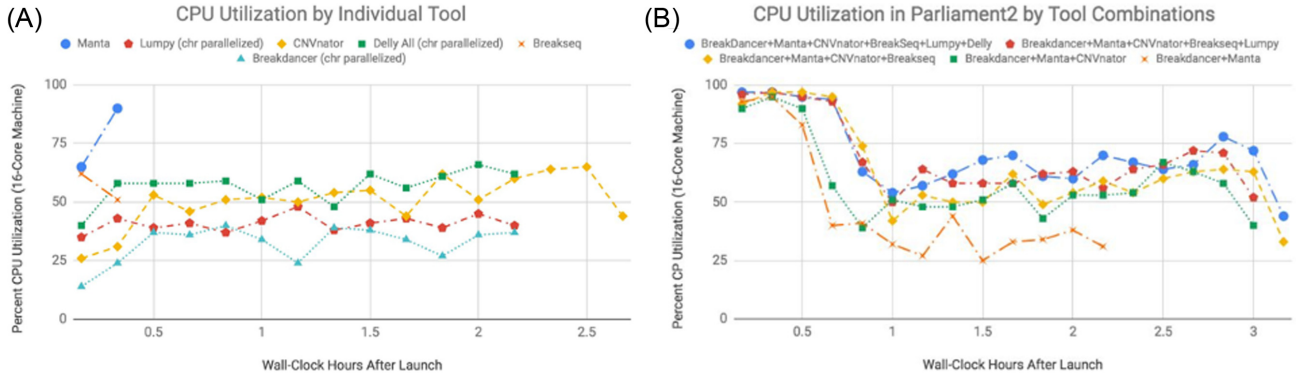 (A)
CPU Utilization by Individual Tool
Manta Lumpy (chr parallelized) CNVnator Delly All (chr parallelized) Breakseq
Breakdancer (chr parallelized)
Percent CPU Utilization (16-Core Machine)
100
75
50
25
0
0.5 1 1.5 2 2.5
Wall-Clock Hours After Launch
(B)
CPU Utilization in Parliament2 by Tool Combinations
BreakDancer+Manta+CNVnator+BreakSeq+Lumpy+Delly Breakdancer+Manta+CNVnator+Breakseq+Lumpy
Breakdancer+Manta+CNVnator+Breakseq Breakdancer+Manta+CNVnator Breakdancer+Manta
Percent CP Utilization (16-Core Machine)
100
75
50
25
0
0.5 1 1.5 2 2.5 3
Wall-Clock Hours After Launch